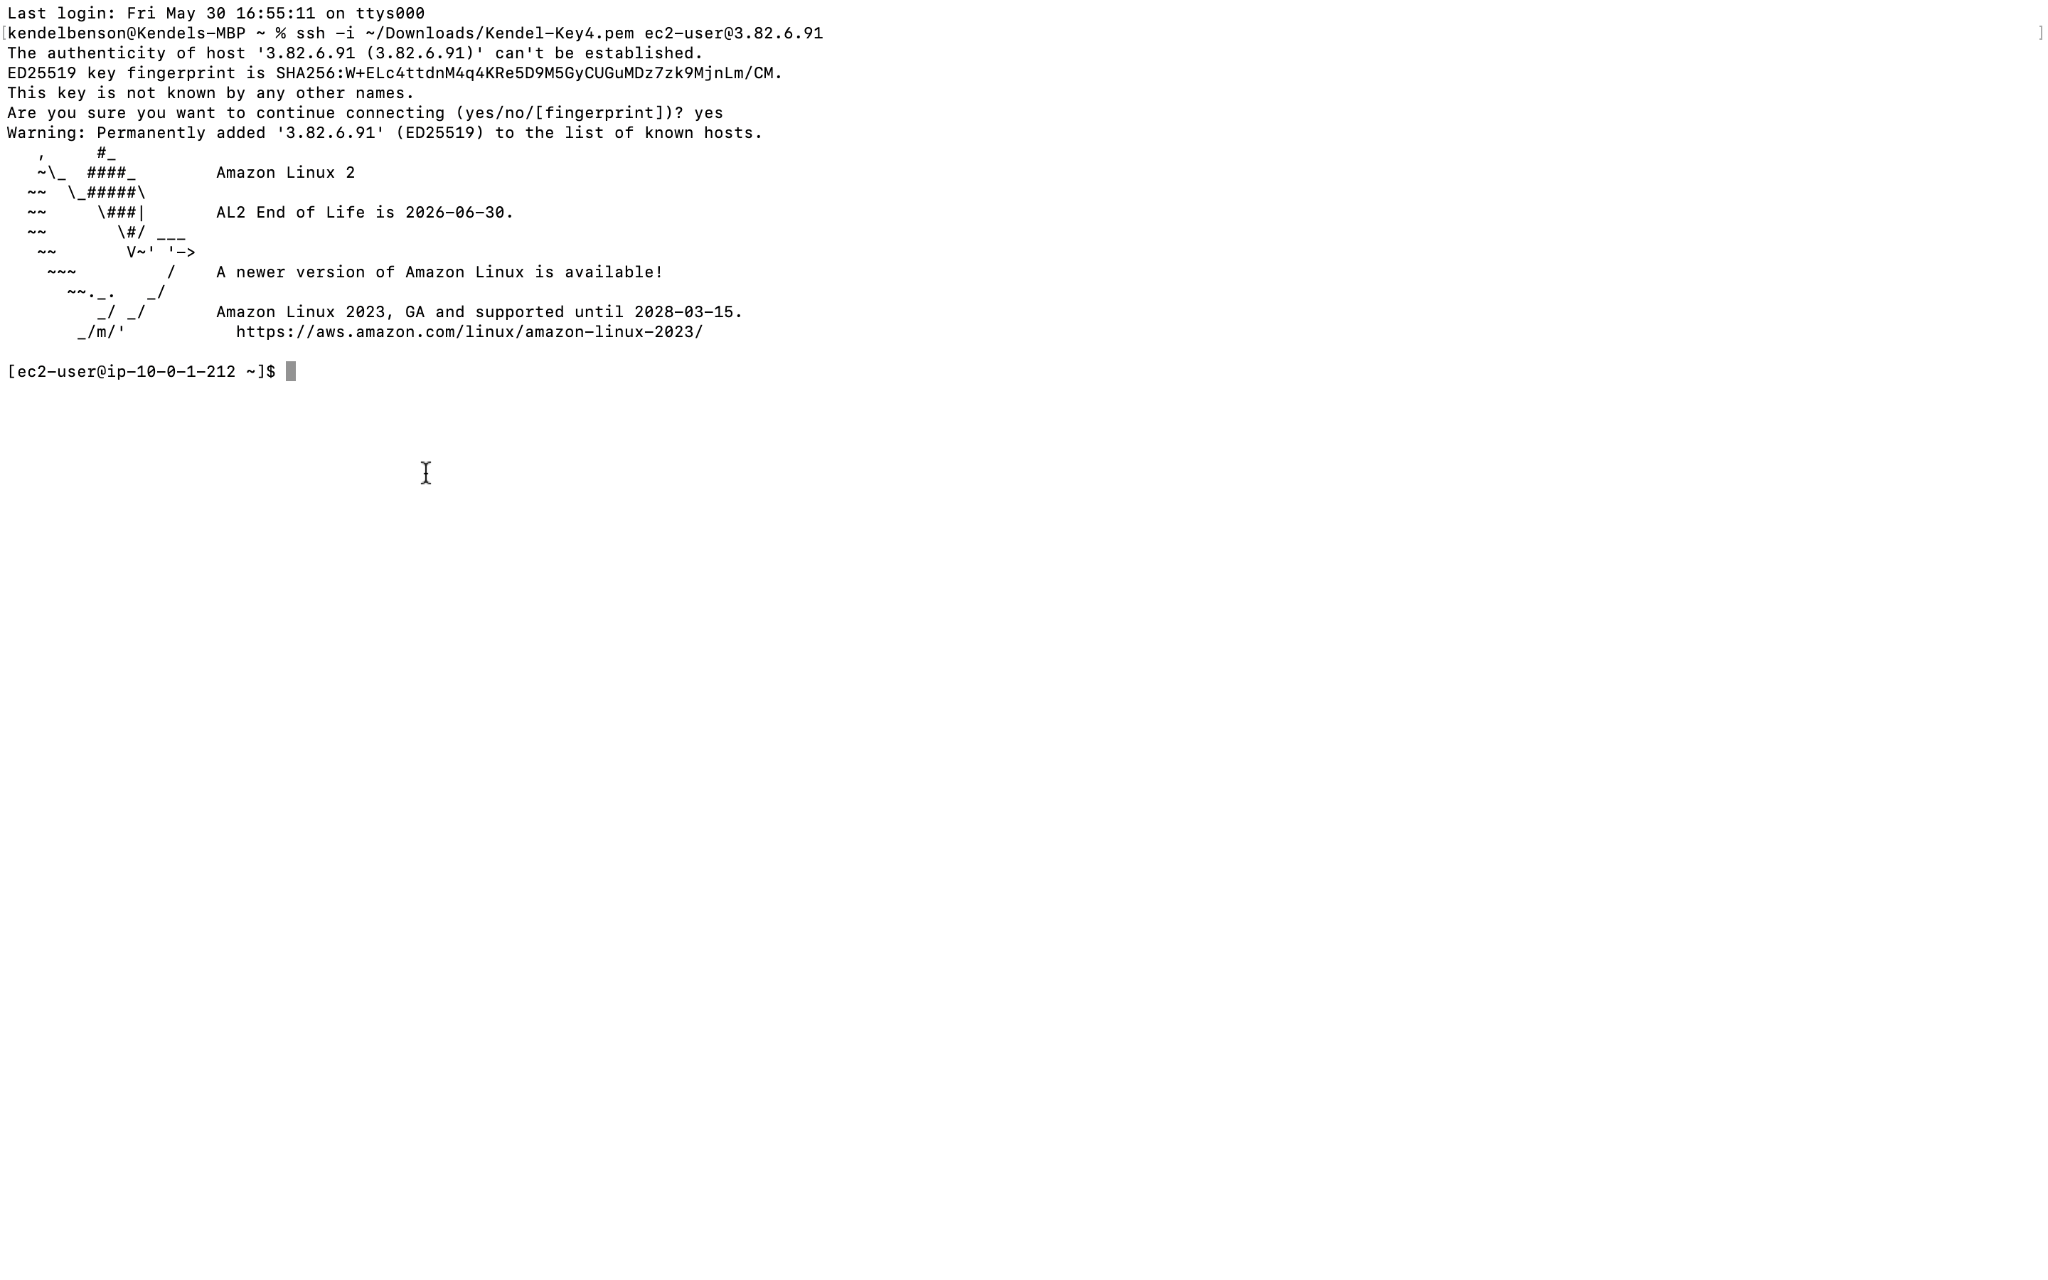 Last login: Fri May 30 16:55:11 on ttys000
[kendelbenson@Kendels-MBP ~ % ssh -i ~/Downloads/Kendel-Key4.pem ec2-user@3.82.6.91 ]
The authenticity of host '3.82.6.91 (3.82.6.91)' can't be established.
ED25519 key fingerprint is SHA256:W+ELc4ttdnM4q4KRe5D9M5GyCUGuMDz7zk9MjnLm/CM.
This key is not known by any other names.
Are you sure you want to continue connecting (yes/no/[fingerprint])? yes
Warning: Permanently added '3.82.6.91' (ED25519) to the list of known hosts.
   ,     #_
   ~\_  ####_        Amazon Linux 2
  ~~  \_#####\
  ~~     \###|       AL2 End of Life is 2026-06-30.
  ~~       \#/ ___
   ~~       V~' '->
    ~~~         /    A newer version of Amazon Linux is available!
      ~~._.   _/
         _/ _/       Amazon Linux 2023, GA and supported until 2028-03-15.
       _/m/'           https://aws.amazon.com/linux/amazon-linux-2023/
[ec2-user@ip-10-0-1-212 ~]$